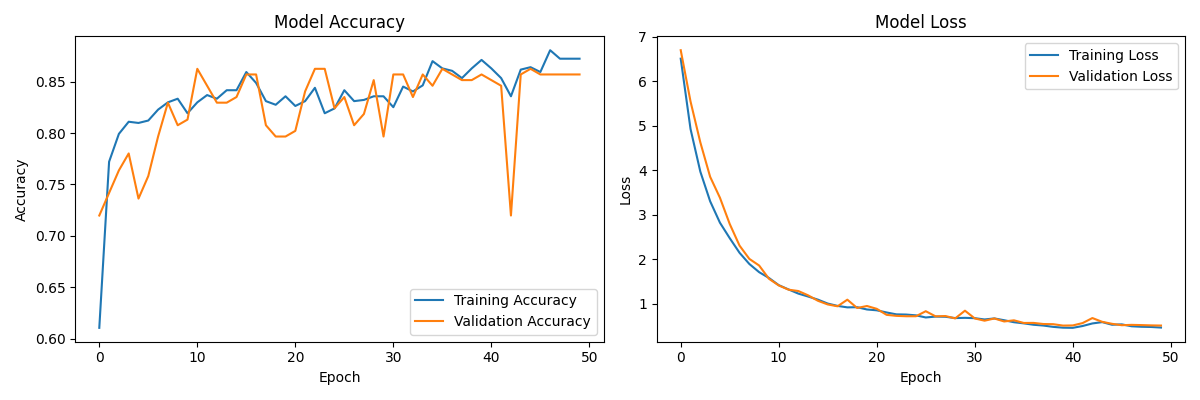 Model Accuracy
Accuracy
0.85
0.80
0.75
0.70
0.65
0.60
0 10 20 30 40 50
Epoch
Training Accuracy
Validation Accuracy
Model Loss
Loss
7
6
5
4
3
2
1
0 10 20 30 40 50
Epoch
Training Loss
Validation Loss